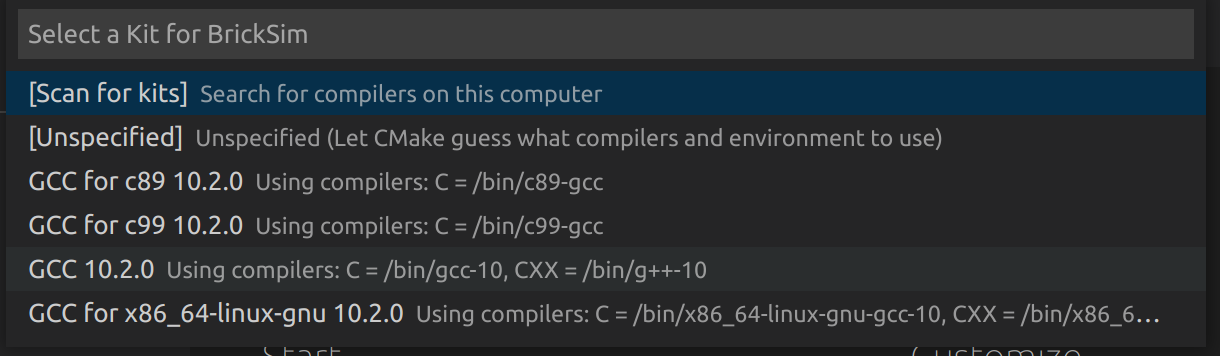 Select a Kit for BrickSim
[Scan for kits] Search for compilers on this computer
[Unspecified] Unspecified (Let CMake guess what compilers and environment to use)
GCC for c89 10.2.0 Using compilers: C = /bin/c89-gcc
GCC for c99 10.2.0 Using compilers: C = /bin/c99-gcc
GCC 10.2.0 Using compilers: C = /bin/gcc-10, CXX = /bin/g++-10
GCC for x86_64-linux-gnu 10.2.0 Using compilers: C = /bin/x86_64-linux-gnu-gcc-10, CXX = /bin/x86_6…
Start Customize